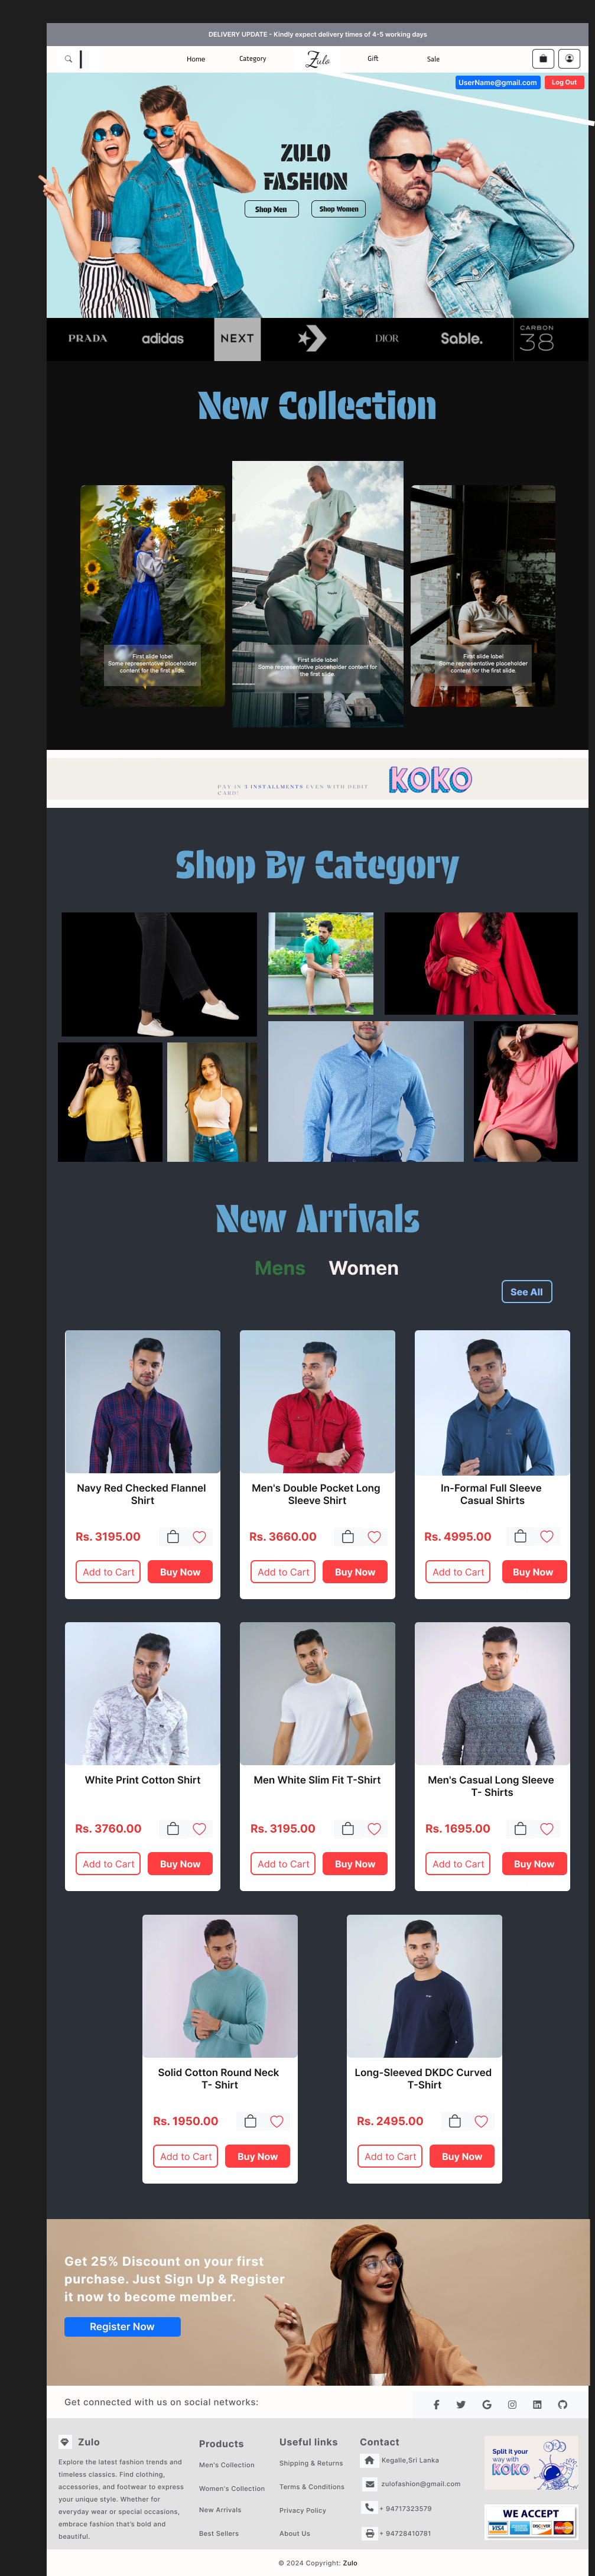 DELIVERY UPDATE - Kindly expect delivery times of 4-5 working days
Home
Category
Zulo
Gift
Sale
UserName@gmail.com
Log Out
ZULO
FASHION
Shop Men
Shop Women
PRADA
adidas
NEXT
DIOR
Sable.
CARBON
38
New Collection
First slide label
Some representative placeholder
content for the first slide.
First slide label
Some representative placeholder content for
the first slide.
First slide label
Some representative placeholder
content for the first slide.
PAY IN 3 INSTALLMENTS EVEN WITH DEBIT
CARD!
KOKO
Shop By Category
New Arrivals
Mens
Women
See All
Navy Red Checked Flannel
Shirt
Rs. 3195.00
Add to Cart
Buy Now
Men's Double Pocket Long
Sleeve Shirt
Rs. 3660.00
Add to Cart
Buy Now
In-Formal Full Sleeve
Casual Shirts
Rs. 4995.00
Add to Cart
Buy Now
White Print Cotton Shirt
Rs. 3760.00
Add to Cart
Buy Now
Men White Slim Fit T-Shirt
Rs. 3195.00
Add to Cart
Buy Now
Men's Casual Long Sleeve
T- Shirts
Rs. 1695.00
Add to Cart
Buy Now
Solid Cotton Round Neck
T- Shirt
Rs. 1950.00
Add to Cart
Buy Now
Long-Sleeved DKDC Curved
T-Shirt
Rs. 2495.00
Add to Cart
Buy Now
Get 25% Discount on your first
purchase. Just Sign Up & Register
it now to become member.
Register Now
Get connected with us on social networks:
Zulo
Explore the latest fashion trends and
timeless classics. Find clothing,
accessories, and footwear to express
your unique style. Whether for
everyday wear or special occasions,
embrace fashion that's bold and
beautiful.
Products
Men's Collection
Women's Collection
New Arrivals
Best Sellers
Useful links
Shipping & Returns
Terms & Conditions
Privacy Policy
About Us
Contact
Kegalle,Sri Lanka
zulofashion@gmail.com
+ 94717323579
+ 94728410781
Split it your
way with
KOKO
WE ACCEPT
VISA
DISCOVER
MasterCard
© 2024 Copyright: Zulo